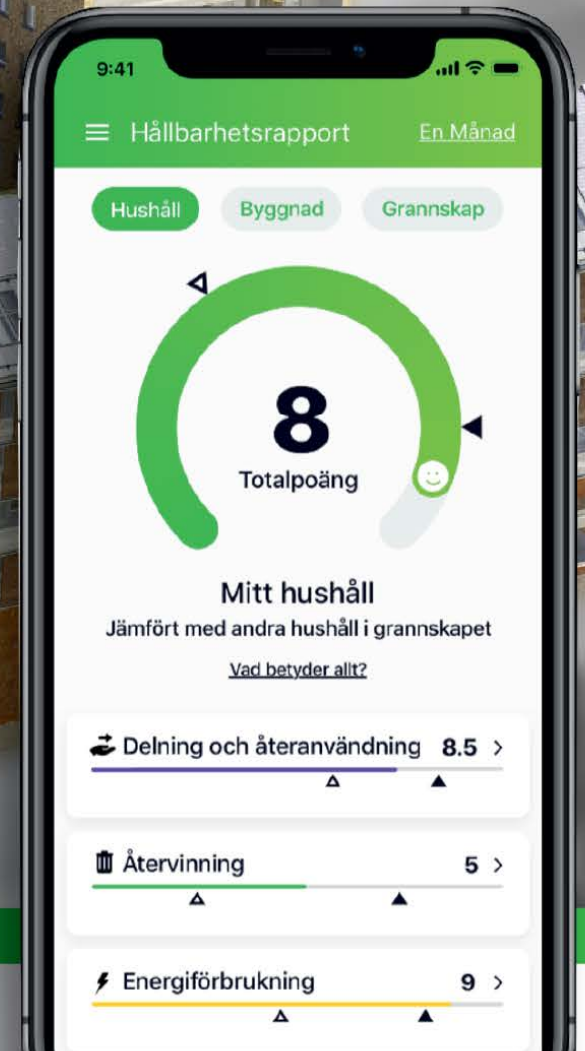 9:41
Hållbarhetsrapport
En Månad
Hushåll
Byggnad
Grannskap
8
Totalpoäng
Mitt hushåll
Jämfört med andra hushåll i grannskapet
Vad betyder allt?
Delning och återanvändning 8.5
Återvinning 5
Energiförbrukning 9